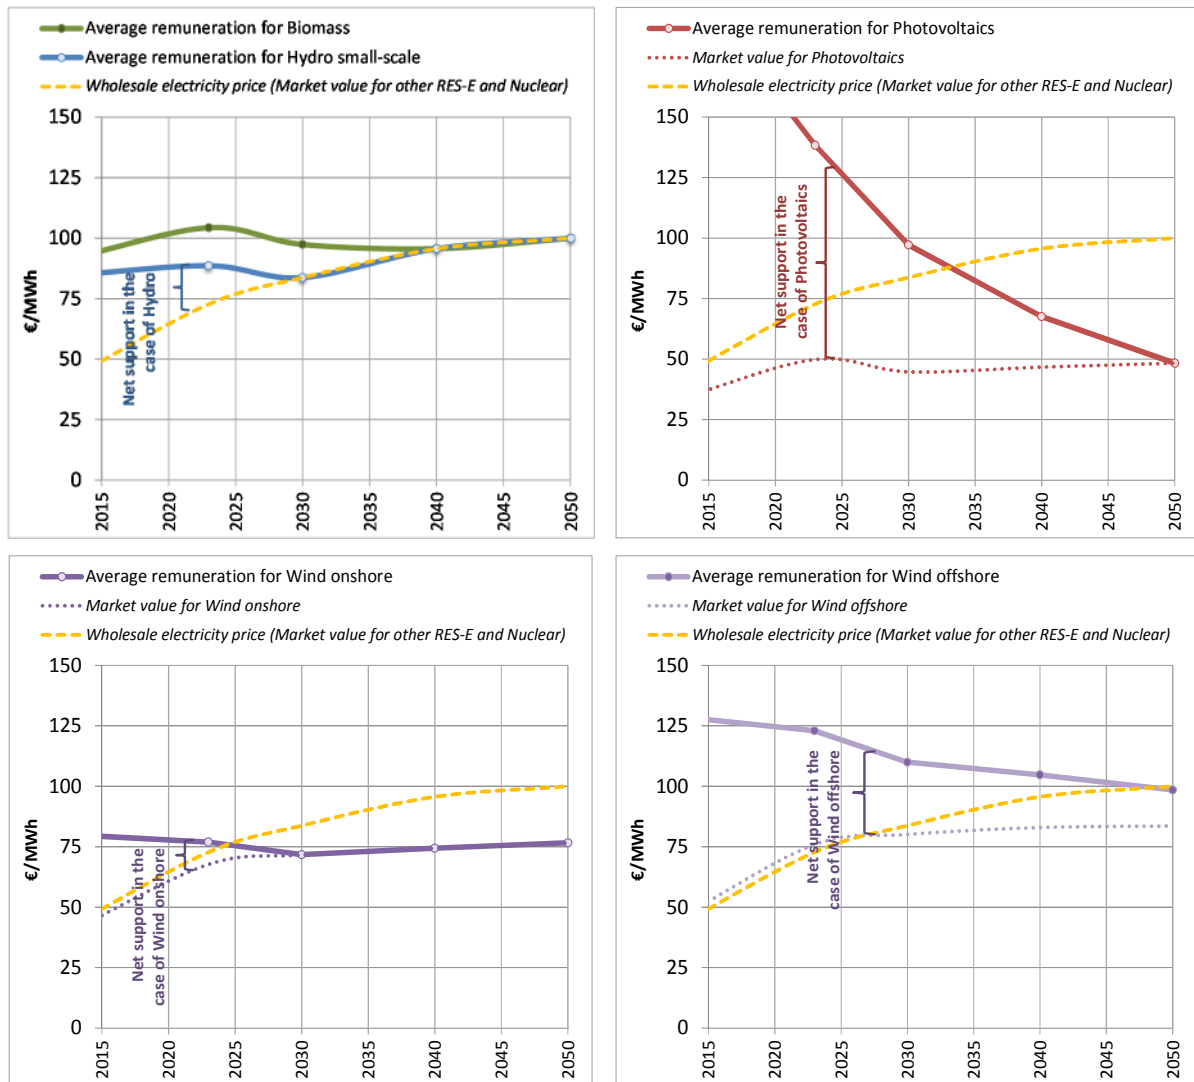 Average remuneration for Biomass
Average remuneration for Hydro small-scale
Wholesale electricity price (Market value for other RES-E and Nuclear)
150
125
100
75
50
25
0
€/MWh
Net support in the
case of Hydro
2015
2020
2025
2030
2035
2040
2045
2050
Average remuneration for Photovoltaics
Market value for Photovoltaics
Wholesale electricity price (Market value for other RES-E and Nuclear)
150
125
100
75
50
25
0
€/MWh
Net support in the
case of Photovoltaics
2015
2020
2025
2030
2035
2040
2045
2050
Average remuneration for Wind onshore
Market value for Wind onshore
Wholesale electricity price (Market value for other RES-E and Nuclear)
150
125
100
75
50
25
0
€/MWh
Net support in the
case of Wind onshore
2015
2020
2025
2030
2035
2040
2045
2050
Average remuneration for Wind offshore
Market value for Wind offshore
Wholesale electricity price (Market value for other RES-E and Nuclear)
150
125
100
75
50
25
0
€/MWh
Net support in the
case of Wind offshore
2015
2020
2025
2030
2035
2040
2045
2050